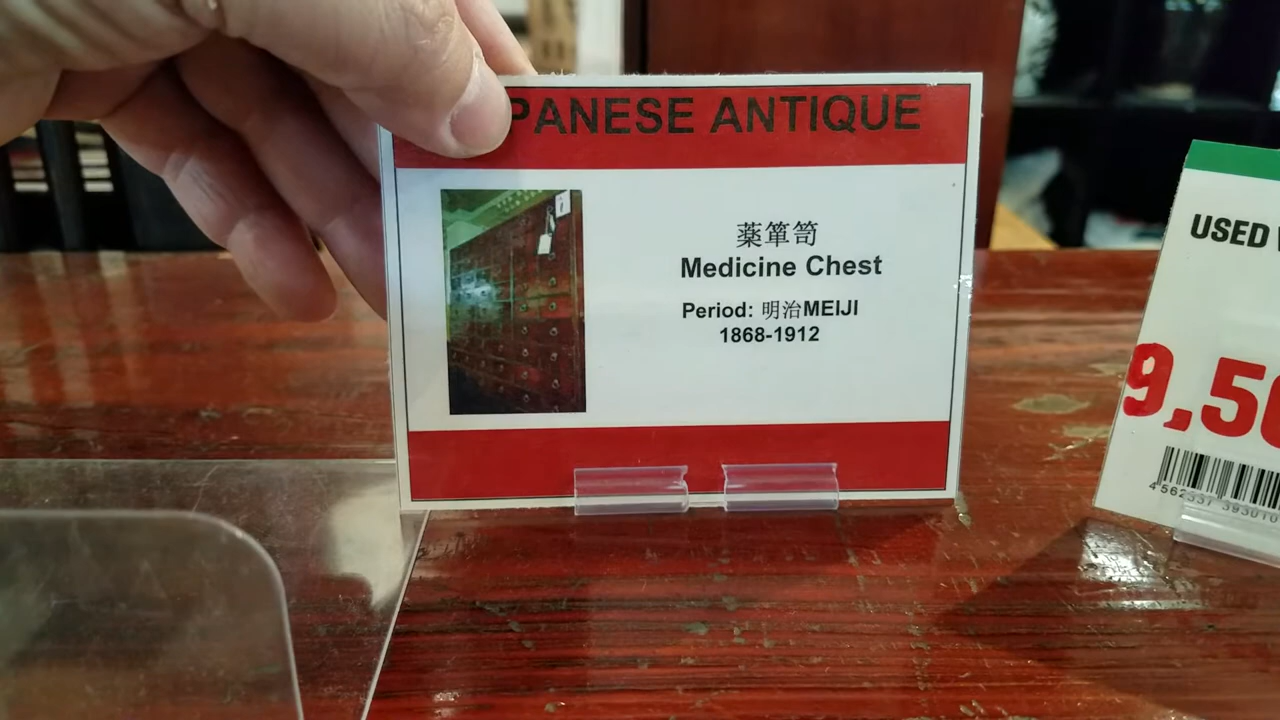 PANESE ANTIQUE
薬箪笥
Medicine Chest
Period: 明治MEIJI
1868-1912
USED
9,5